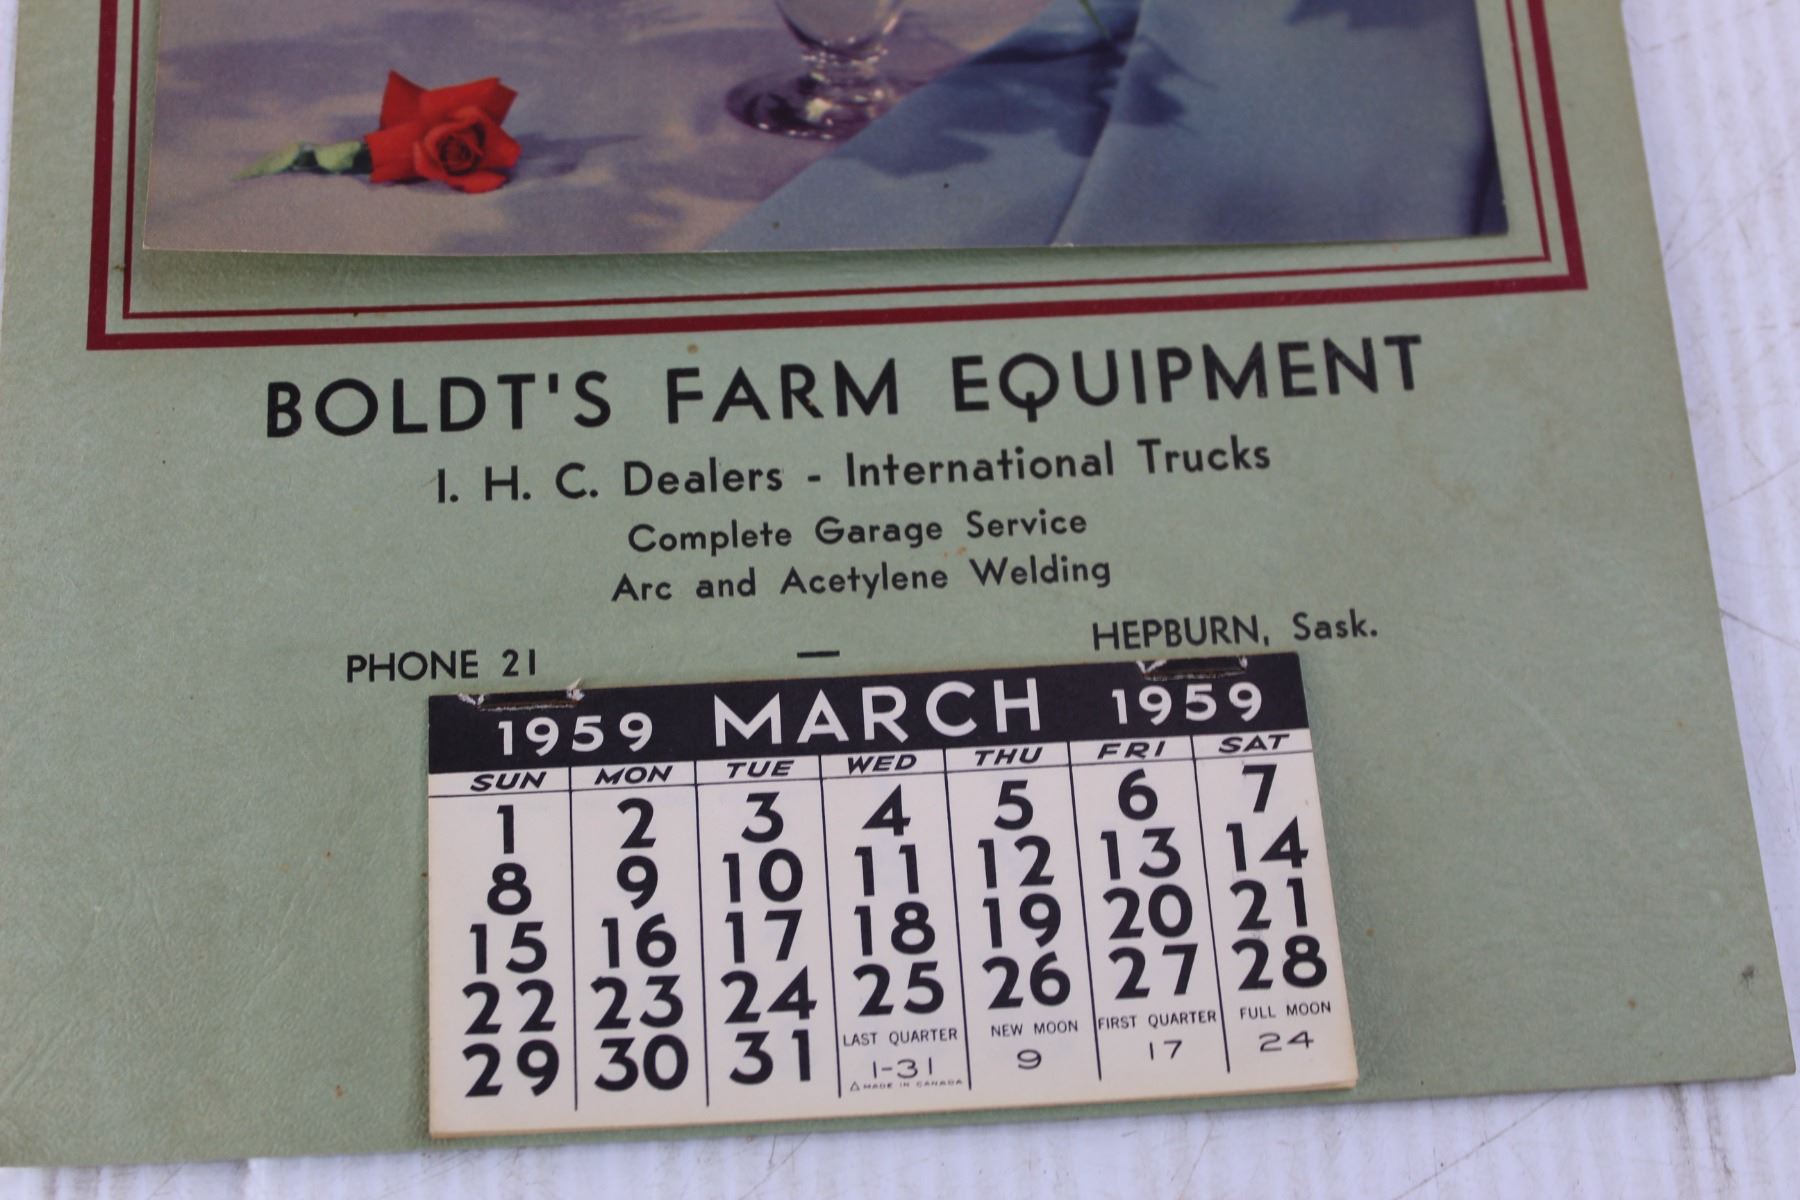 BOLDT'S FARM EQUIPMENT
I. H. C. Dealers - International Trucks
Complete Garage Service
Arc and Acetylene Welding
PHONE 21 — HEPBURN, Sask.
1959 MARCH 1959
SUN MON TUE WED THU FRI SAT
1 2 3 4 5 6 7
8 9 10 11 12 13 14
15 16 17 18 19 20 21
22 23 24 25 26 27 28
29 30 31 LAST QUARTER NEW MOON FIRST QUARTER FULL MOON
1-31 9 17 24
MADE IN CANADA